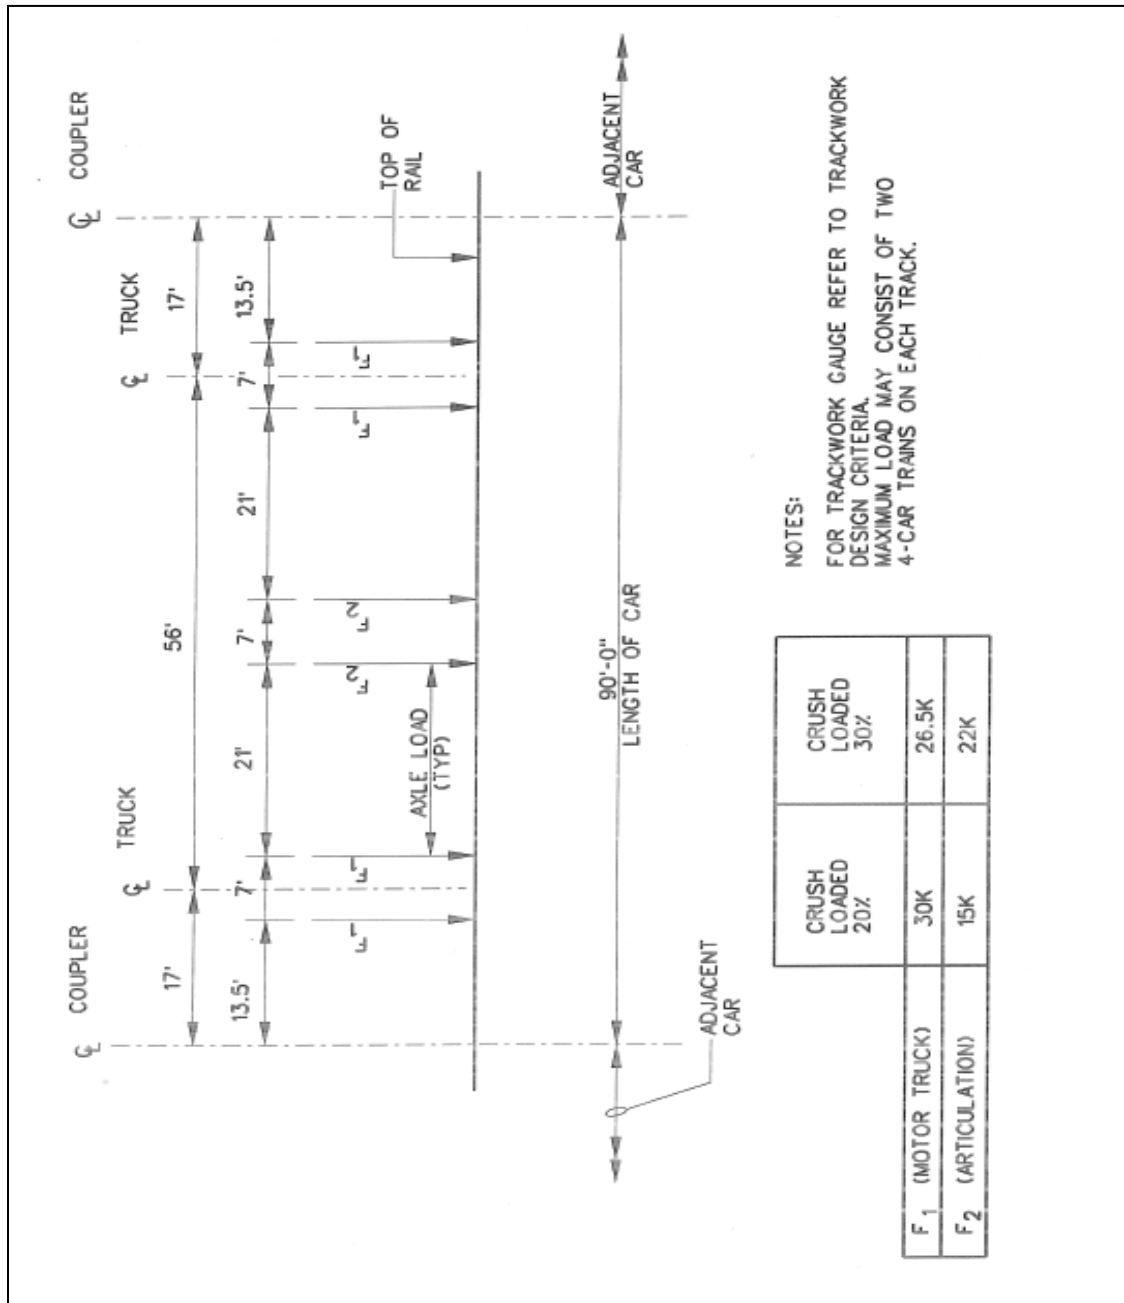 ℄ COUPLER
℄ COUPLER
℄ TRUCK
℄ TRUCK
17'
56'
17'
13.5'
7'
21'
7'
21'
7'
13.5'
F1
F1
F2
F2
F1
F1
TOP OF
RAIL
AXLE LOAD
(TYP)
90'-0"
LENGTH OF CAR
ADJACENT
CAR
ADJACENT
CAR
CRUSH
LOADED
20%
CRUSH
LOADED
30%
F1 (MOTOR TRUCK) 30K 26.5K
F2 (ARTICULATION) 15K 22K
NOTES:
FOR TRACKWORK GAUGE REFER TO TRACKWORK
DESIGN CRITERIA.
MAXIMUM LOAD MAY CONSIST OF TWO
4-CAR TRAINS ON EACH TRACK.